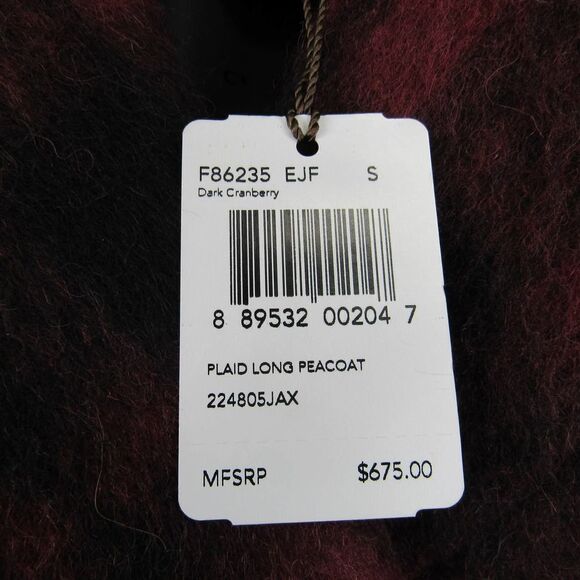 F86235 EJF S
Dark Cranberry
8 89532 00204 7
PLAID LONG PEACOAT
224805JAX
MFSRP $675.00